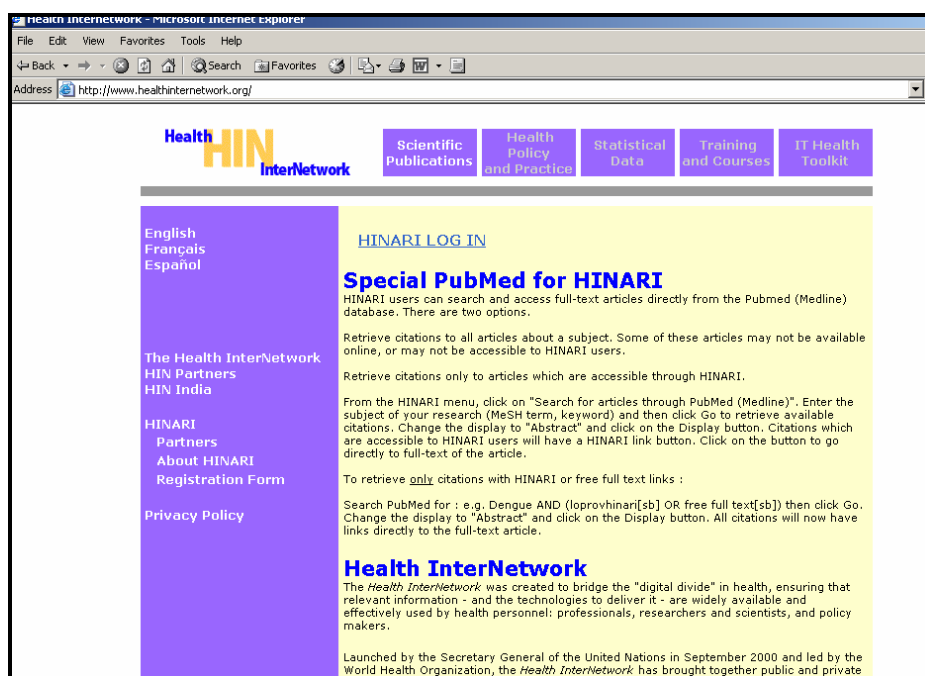 Health Internetwork - Microsoft Internet Explorer
File Edit View Favorites Tools Help
Back Search Favorites
Address http://www.healthinternetwork.org/
Health HIN InterNetwork
Scientific Publications
Health Policy and Practice
Statistical Data
Training and Courses
IT Health Toolkit
English
Français
Español
The Health InterNetwork
HIN Partners
HIN India
HINARI
Partners
About HINARI
Registration Form
Privacy Policy
HINARI LOG IN
Special PubMed for HINARI
HINARI users can search and access full-text articles directly from the Pubmed (Medline)
database. There are two options.
Retrieve citations to all articles about a subject. Some of these articles may not be available
online, or may not be accessible to HINARI users.
Retrieve citations only to articles which are accessible through HINARI.
From the HINARI menu, click on "Search for articles through PubMed (Medline)". Enter the
subject of your research (MeSH term, keyword) and then click Go to retrieve available
citations. Change the display to "Abstract" and click on the Display button. Citations which
are accessible to HINARI users will have a HINARI link button. Click on the button to go
directly to full-text of the article.
To retrieve only citations with HINARI or free full text links :
Search PubMed for : e.g. Dengue AND (loprovhinari[sb] OR free full text[sb]) then click Go.
Change the display to "Abstract" and click on the Display button. All citations will now have
links directly to the full-text article.
Health InterNetwork
The Health InterNetwork was created to bridge the "digital divide" in health, ensuring that
relevant information - and the technologies to deliver it - are widely available and
effectively used by health personnel: professionals, researchers and scientists, and policy
makers.
Launched by the Secretary General of the United Nations in September 2000 and led by the
World Health Organization, the Health InterNetwork has brought together public and private